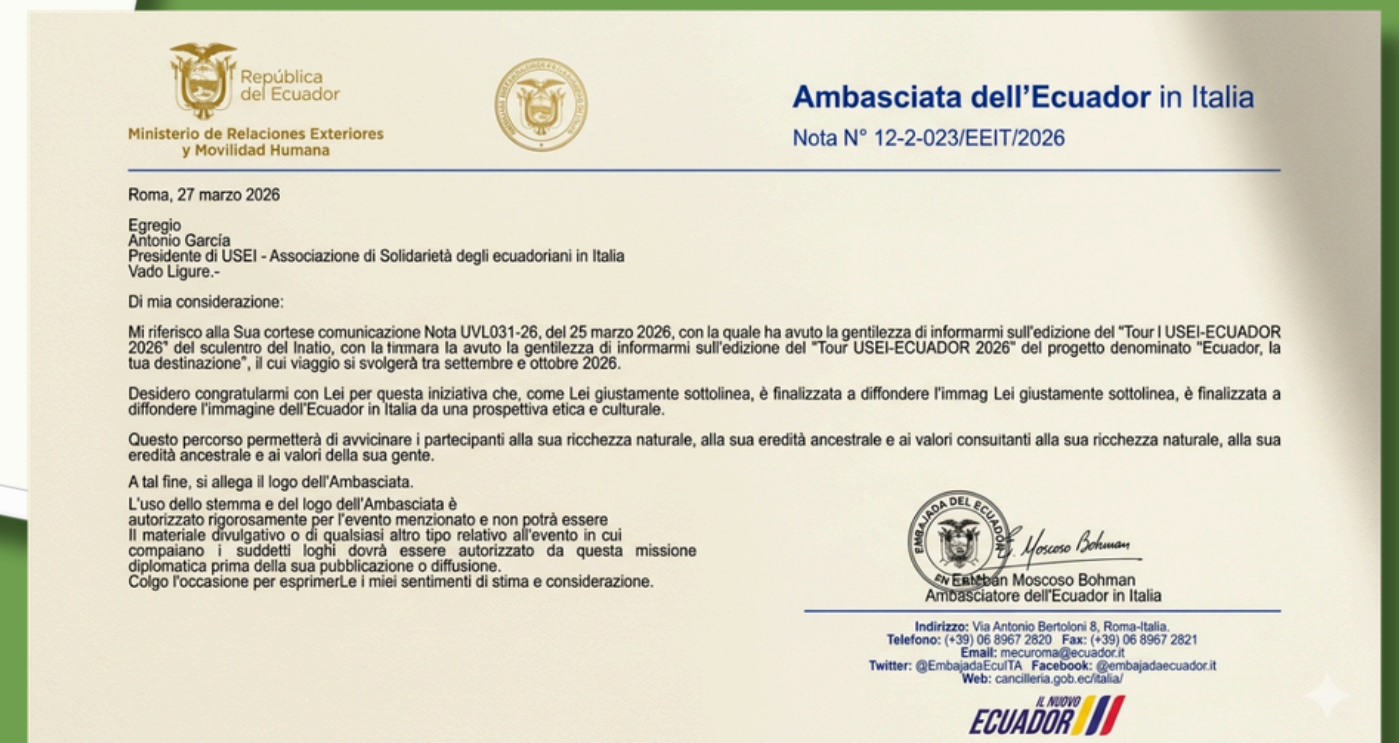 República
del Ecuador
Ministerio de Relaciones Exteriores
y Movilidad Humana
Ambasciata dell'Ecuador in Italia
Nota N° 12-2-023/EEIT/2026
Roma, 27 marzo 2026
Egregio
Antonio García
Presidente di USEI - Associazione di Solidarietà degli ecuadoriani in Italia
Vado Ligure.-
Di mia considerazione:
Mi riferisco alla Sua cortese comunicazione Nota UVL031-26, del 25 marzo 2026, con la quale ha avuto la gentilezza di informarmi sull'edizione del "Tour I USEI-ECUADOR
2026" del sculentro del Inatio, con la tinmara la avuto la gentilezza di informarmi sull'edizione del "Tour USEI-ECUADOR 2026" del progetto denominato "Ecuador, la
tua destinazione", il cui viaggio si svolgerà tra settembre e ottobre 2026.
Desidero congratularmi con Lei per questa iniziativa che, come Lei giustamente sottolinea, è finalizzata a diffondere l'immag Lei giustamente sottolinea, è finalizzata a
diffondere l'immagine dell'Ecuador in Italia da una prospettiva etica e culturale.
Questo percorso permetterà di avvicinare i partecipanti alla sua ricchezza naturale, alla sua eredità ancestrale e ai valori consuitanti alla sua ricchezza naturale, alla sua
eredità ancestrale e ai valori della sua gente.
A tal fine, si allega il logo dell'Ambasciata.
L'uso dello stemma e del logo dell'Ambasciata è
autorizzato rigorosamente per l'evento menzionato e non potrà essere
Il materiale divulgativo o di qualsiasi altro tipo relativo all'evento in cui
compaiano i suddetti loghi dovrà essere autorizzato da questa missione
diplomatica prima della sua pubblicazione o diffusione.
Colgo l'occasione per esprimerLe i miei sentimenti di stima e considerazione.
EMBAJADA DEL ECUADOR
EN
Moscoso Bohman
Esteban Moscoso Bohman
Ambasciatore dell'Ecuador in Italia
Indirizzo: Via Antonio Bertoloni 8, Roma-Italia.
Telefono: (+39) 06 8967 2820 Fax: (+39) 06 8967 2821
Email: mecuroma@ecuador.it
Twitter: @EmbajadaEcuITA Facebook: @embajadaecuador.it
Web: cancilleria.gob.ec/italia/
IL NUOVO
ECUADOR